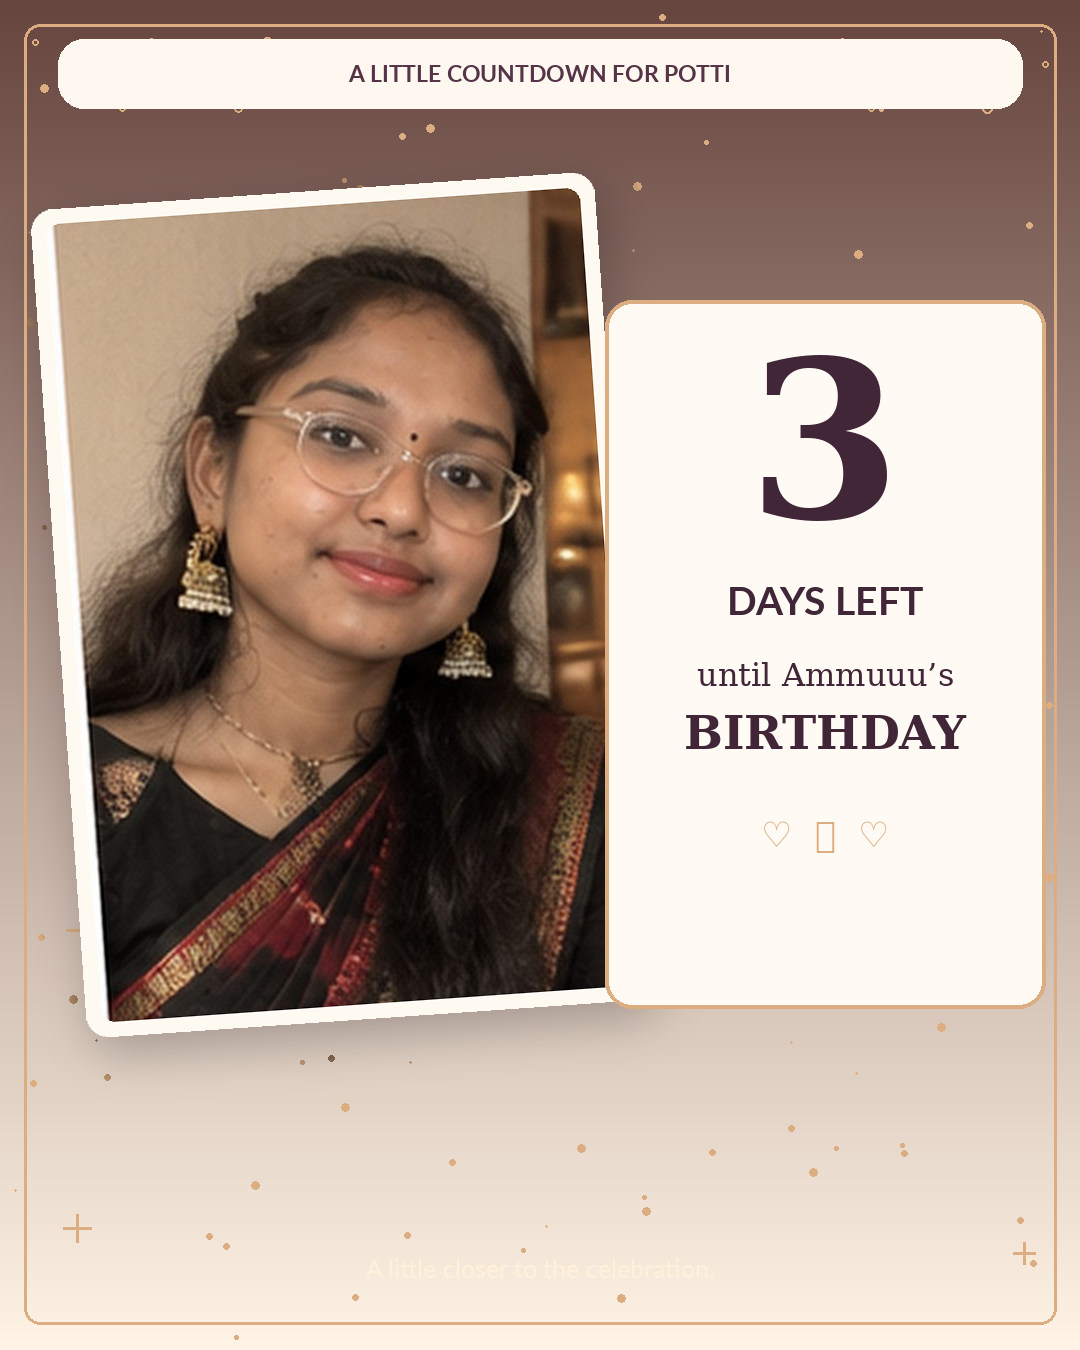 A LITTLE COUNTDOWN FOR POTTI
3
DAYS LEFT
until Ammuuu’s
BIRTHDAY
♡ ▯ ♡
A little closer to the celebration.